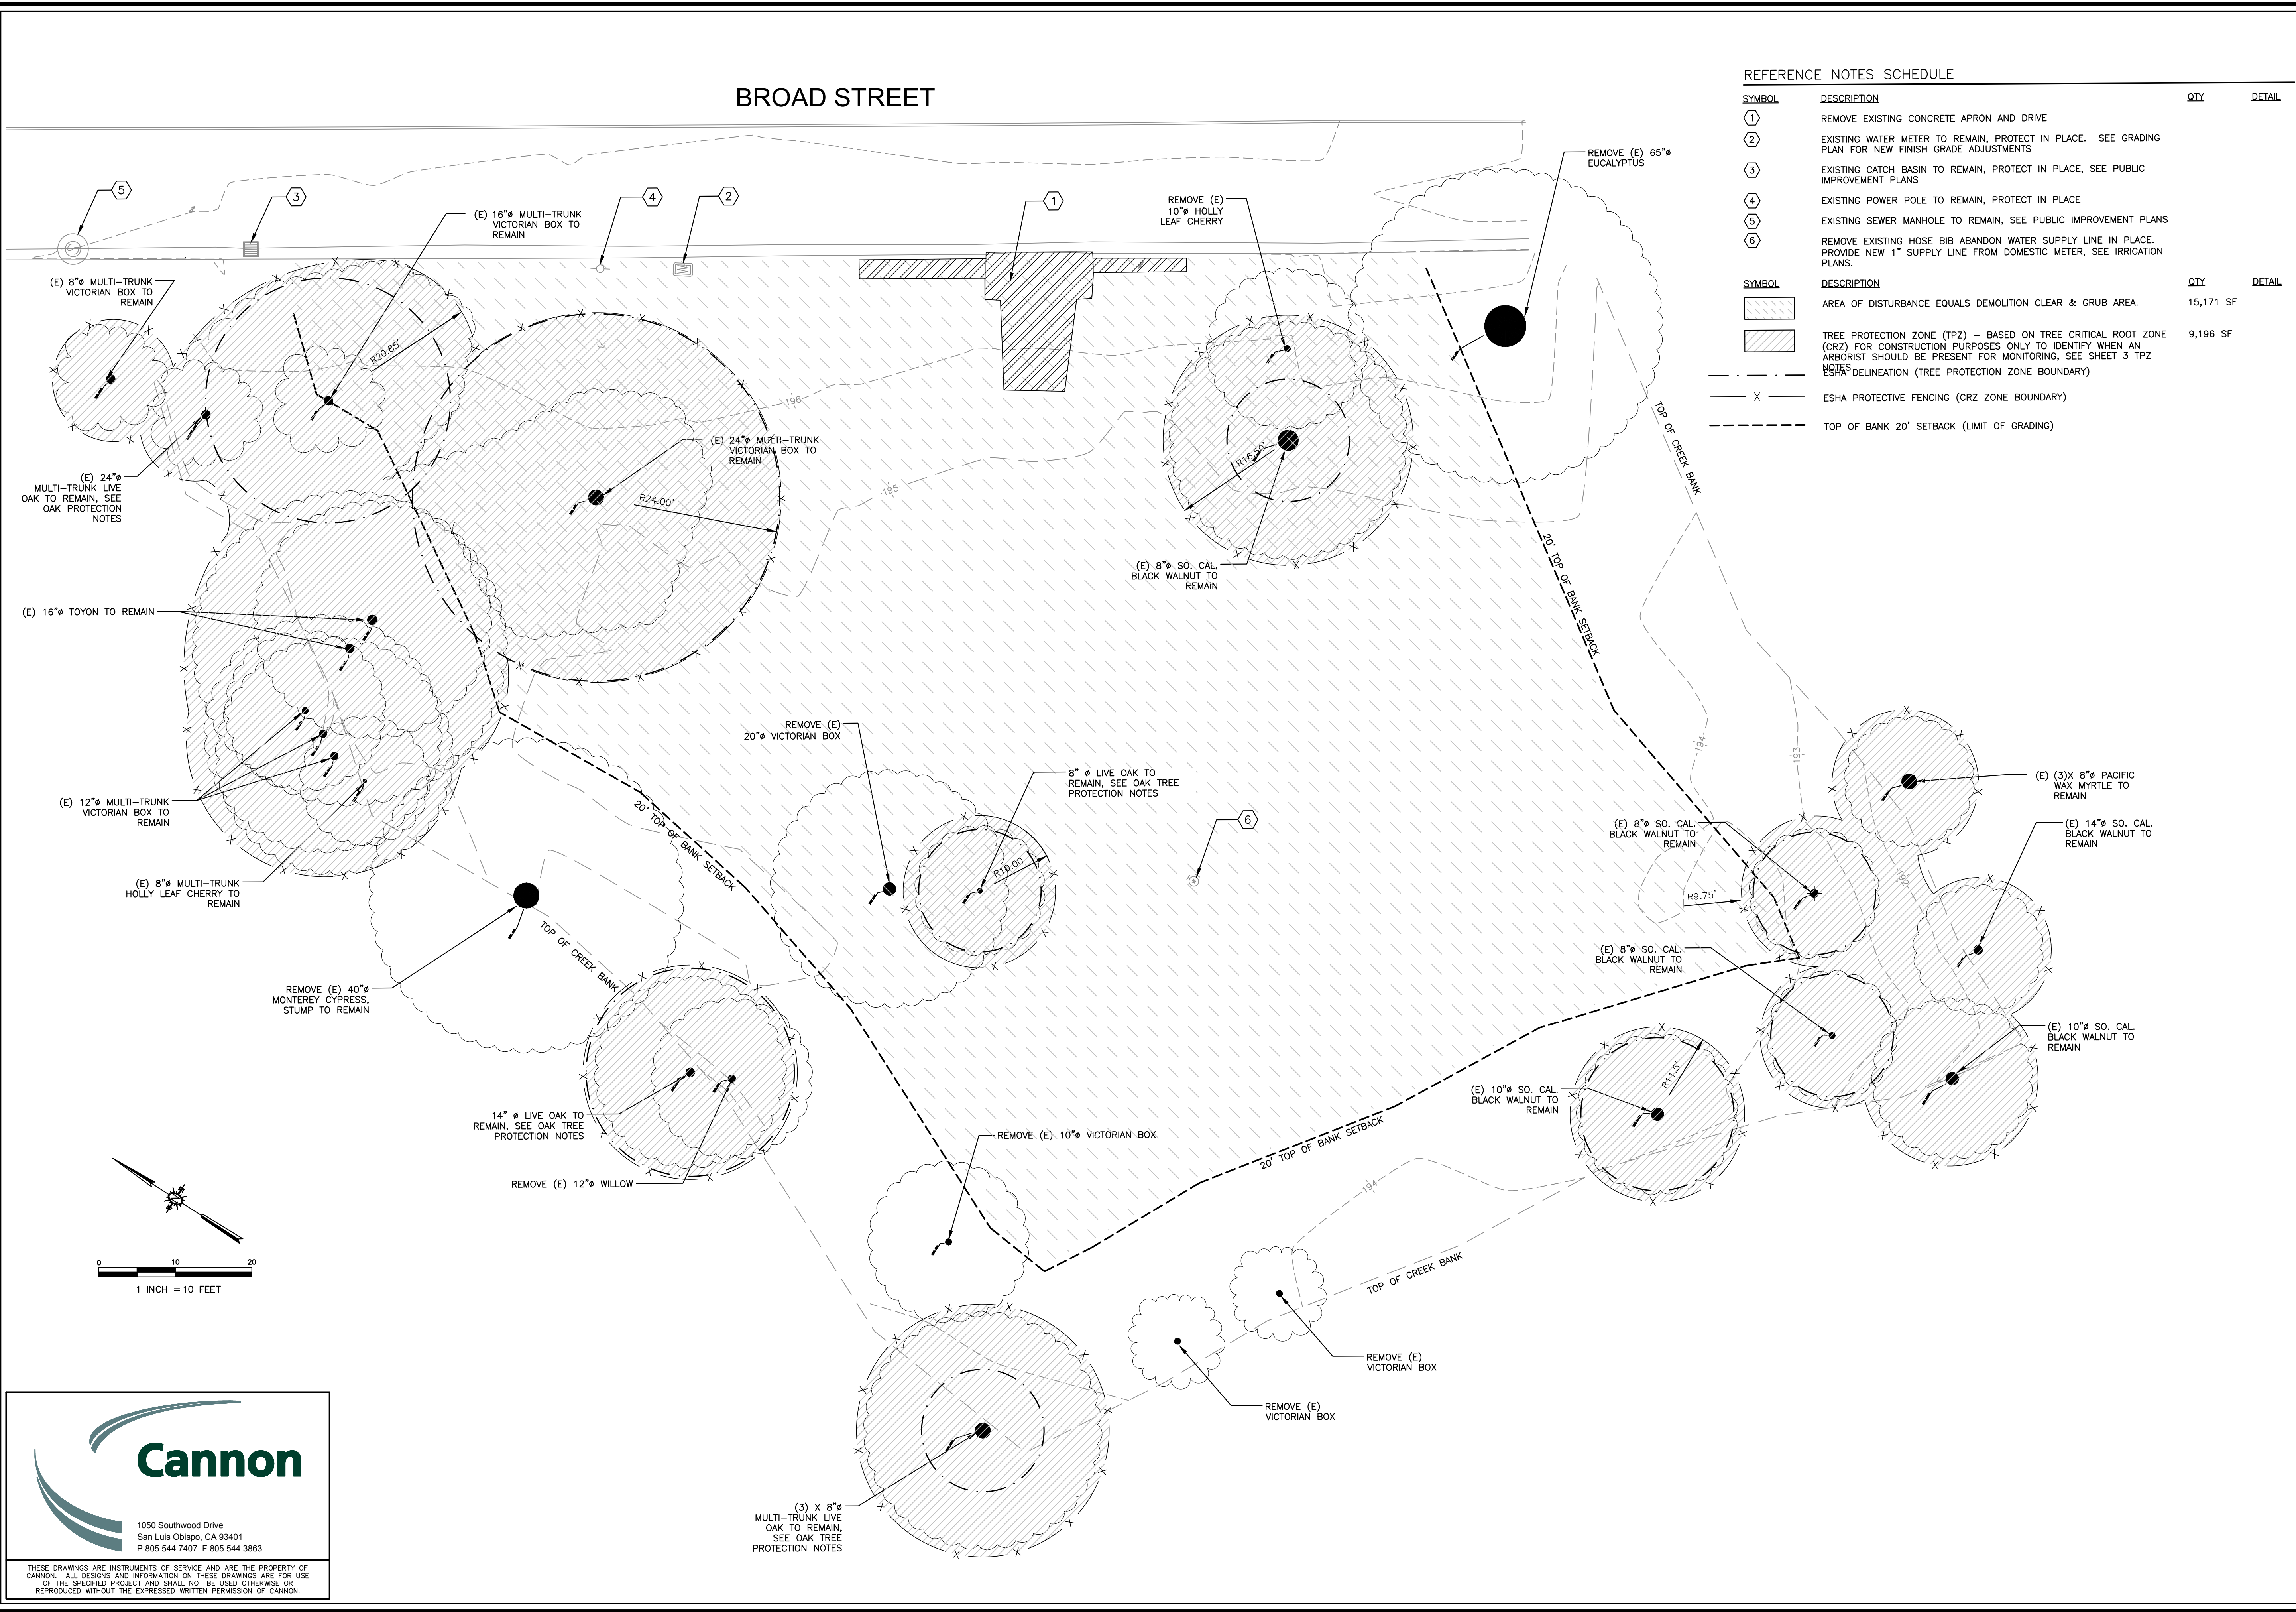 BROAD STREET
REFERENCE NOTES SCHEDULE
SYMBOL DESCRIPTION QTY DETAIL
1 REMOVE EXISTING CONCRETE APRON AND DRIVE
2 EXISTING WATER METER TO REMAIN, PROTECT IN PLACE. SEE GRADING
PLAN FOR NEW FINISH GRADE ADJUSTMENTS
3 EXISTING CATCH BASIN TO REMAIN, PROTECT IN PLACE, SEE PUBLIC
IMPROVEMENT PLANS
4 EXISTING POWER POLE TO REMAIN, PROTECT IN PLACE
5 EXISTING SEWER MANHOLE TO REMAIN, SEE PUBLIC IMPROVEMENT PLANS
6 REMOVE EXISTING HOSE BIB ABANDON WATER SUPPLY LINE IN PLACE.
PROVIDE NEW 1" SUPPLY LINE FROM DOMESTIC METER, SEE IRRIGATION
PLANS.
SYMBOL DESCRIPTION QTY DETAIL
AREA OF DISTURBANCE EQUALS DEMOLITION CLEAR & GRUB AREA. 15,171 SF
TREE PROTECTION ZONE (TPZ) – BASED ON TREE CRITICAL ROOT ZONE 9,196 SF
(CRZ) FOR CONSTRUCTION PURPOSES ONLY TO IDENTIFY WHEN AN
ARBORIST SHOULD BE PRESENT FOR MONITORING, SEE SHEET 3 TPZ
NOTES
ESHA DELINEATION (TREE PROTECTION ZONE BOUNDARY)
X ESHA PROTECTIVE FENCING (CRZ ZONE BOUNDARY)
TOP OF BANK 20' SETBACK (LIMIT OF GRADING)
5
3
4
2
1
(E) 16"ø MULTI-TRUNK
VICTORIAN BOX TO
REMAIN
REMOVE (E)
10"ø HOLLY
LEAF CHERRY
REMOVE (E) 65"ø
EUCALYPTUS
(E) 8"ø MULTI-TRUNK
VICTORIAN BOX TO
REMAIN
R20.85'
196
(E) 24"ø MULTI-TRUNK
VICTORIAN BOX TO
REMAIN
R24.00'
195
R16.50'
TOP OF CREEK BANK
(E) 24"ø
MULTI-TRUNK LIVE
OAK TO REMAIN, SEE
OAK PROTECTION
NOTES
(E) 8"ø SO. CAL.
BLACK WALNUT TO
REMAIN
20' TOP OF BANK SETBACK
(E) 16"ø TOYON TO REMAIN
REMOVE (E)
20"ø VICTORIAN BOX
8" ø LIVE OAK TO
REMAIN, SEE OAK TREE
PROTECTION NOTES
R10.00
6
194
193
192
(E) (3)X 8"ø PACIFIC
WAX MYRTLE TO
REMAIN
(E) 12"ø MULTI-TRUNK
VICTORIAN BOX TO
REMAIN
20' TOP OF BANK SETBACK
(E) 8"ø SO. CAL.
BLACK WALNUT TO
REMAIN
(E) 14"ø SO. CAL.
BLACK WALNUT TO
REMAIN
(E) 8"ø MULTI-TRUNK
HOLLY LEAF CHERRY TO
REMAIN
R9.75'
TOP OF CREEK BANK
(E) 8"ø SO. CAL.
BLACK WALNUT TO
REMAIN
REMOVE (E) 40"ø
MONTEREY CYPRESS,
STUMP TO REMAIN
(E) 10"ø SO. CAL.
BLACK WALNUT TO
REMAIN
R11.5'
(E) 10"ø SO. CAL.
BLACK WALNUT TO
REMAIN
14" ø LIVE OAK TO
REMAIN, SEE OAK TREE
PROTECTION NOTES
REMOVE (E) 10"ø VICTORIAN BOX
20' TOP OF BANK SETBACK
REMOVE (E) 12"ø WILLOW
194
TOP OF CREEK BANK
0 10 20
1 INCH = 10 FEET
REMOVE (E)
VICTORIAN BOX
REMOVE (E)
VICTORIAN BOX
(3) X 8"ø
MULTI-TRUNK LIVE
OAK TO REMAIN,
SEE OAK TREE
PROTECTION NOTES
Cannon
1050 Southwood Drive
San Luis Obispo, CA 93401
P 805.544.7407 F 805.544.3863
THESE DRAWINGS ARE INSTRUMENTS OF SERVICE AND ARE THE PROPERTY OF
CANNON. ALL DESIGNS AND INFORMATION ON THESE DRAWINGS ARE FOR USE
OF THE SPECIFIED PROJECT AND SHALL NOT BE USED OTHERWISE OR
REPRODUCED WITHOUT THE EXPRESSED WRITTEN PERMISSION OF CANNON.